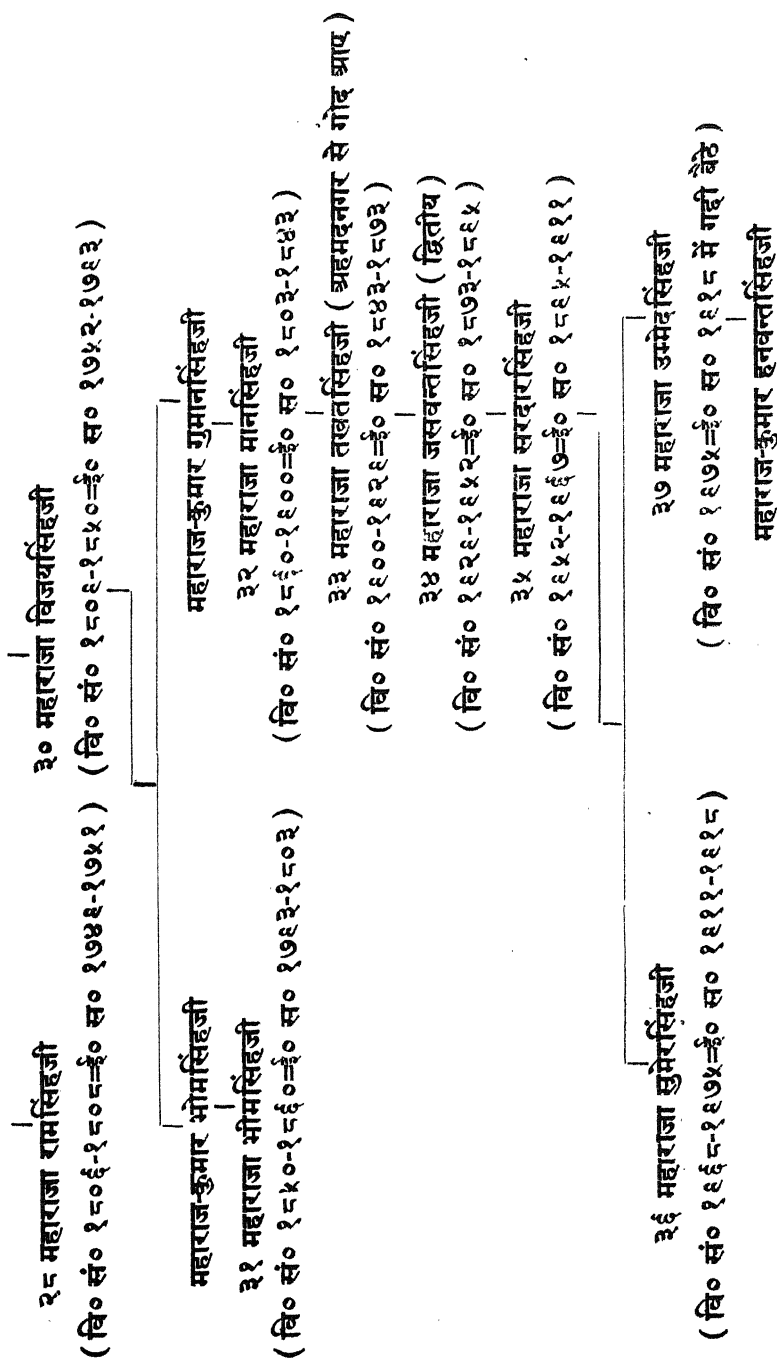 २८ महाराजा रामसिंहजी
( वि० सं० १८०६-१८०८=ई० स० १७४९-१७५१ )
३० महाराजा विजयसिंहजी
( वि० सं० १८०९-१८५०=ई० स० १७५२-१७९३
महाराज-कुमार भोमसिंहजी
३१ महाराजा भीमसिंहजी
( वि० सं० १८५०-१८६०=ई० स० १७९३-१८०३ )
महाराज-कुमार गुमानसिंहजी
३२ महाराजा मानसिंहजी
( वि० सं० १८६०-१९००=ई० स० १८०३-१८४३ )
३३ महाराजा तखतसिंहजी ( अहमदनगर से गोद आए )
( वि० सं० १९००-१९२९=ई० स० १८४३-१८७३ )
३४ महाराजा जसवन्तसिंहजी ( द्वितीय )
( वि० सं० १९२९-१९५२=ई० स० १८७३-१८९५ )
३५ महाराजा सरदारसिंहजी
( वि० सं० १९५२-१९६७=ई० स० १८९५-१९११ )
३६ महाराजा सुमेरसिंहजी
( वि० सं० १९६८-१९७५=ई० स० १९११-१९१८ )
३७ महाराजा उम्मेदसिंहजी
( वि० सं० १९७५=ई० स० १९१८ में गद्दी बैठे )
महाराज-कुमार हनवन्तसिंहजी